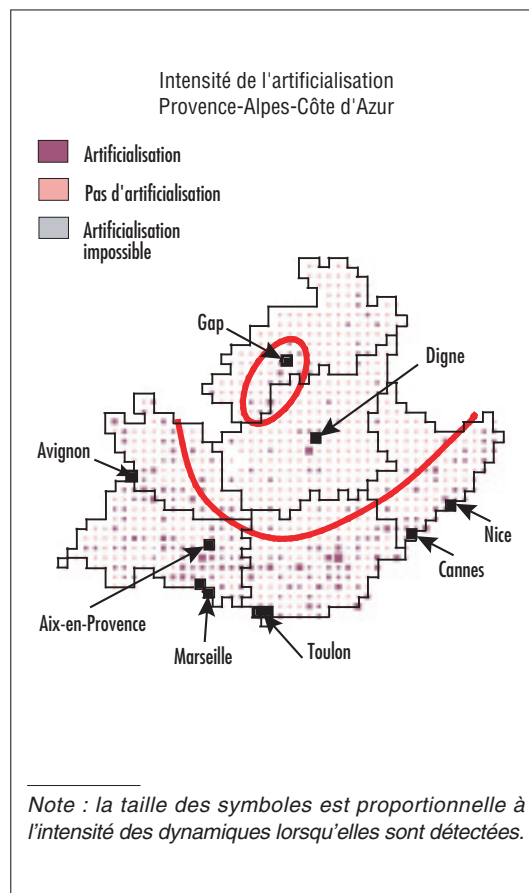 Intensité de l'artificialisation
Provence-Alpes-Côte d'Azur
Artificialisation
Pas d'artificialisation
Artificialisation
impossible
Gap
Digne
Avignon
Nice
Cannes
Aix-en-Provence
Toulon
Marseille
Note : la taille des symboles est proportionnelle à
l'intensité des dynamiques lorsqu'elles sont détectées.